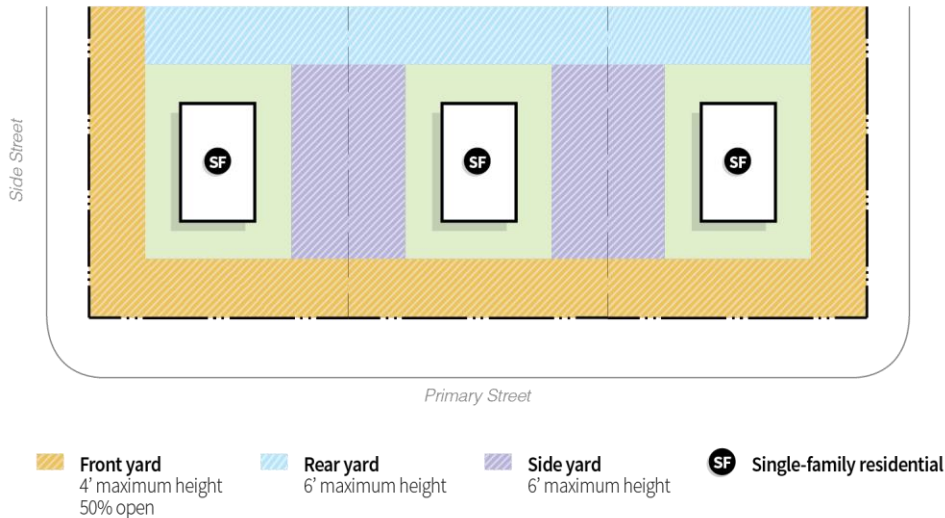 Side Street
SF
SF
SF
Primary Street
Front yard
4’ maximum height
50% open
Rear yard
6’ maximum height
Side yard
6’ maximum height
SF
Single-family residential